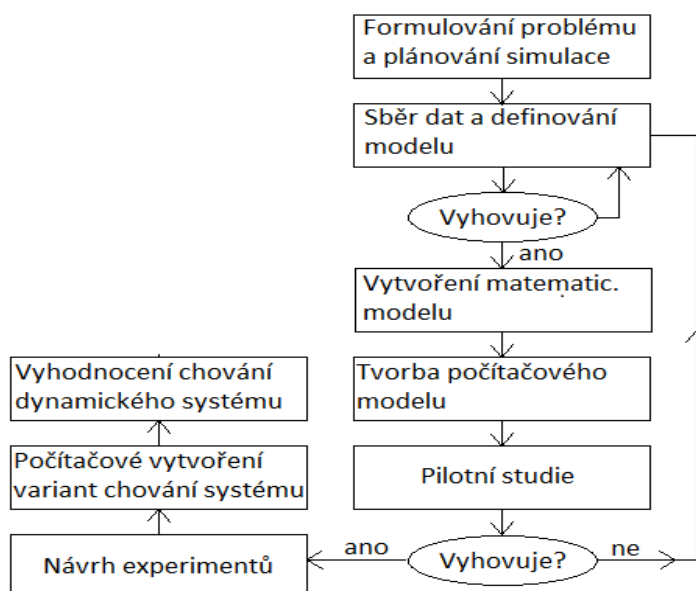 Formulování problému
a plánování simulace
Sběr dat a definování
modelu
Vyhovuje?
ano
Vytvoření matematic.
modelu
Tvorba počítačového
modelu
Pilotní studie
Vyhovuje?
ano
ne
Návrh experimentů
Počítačové vytvoření
variant chování systému
Vyhodnocení chování
dynamického systému